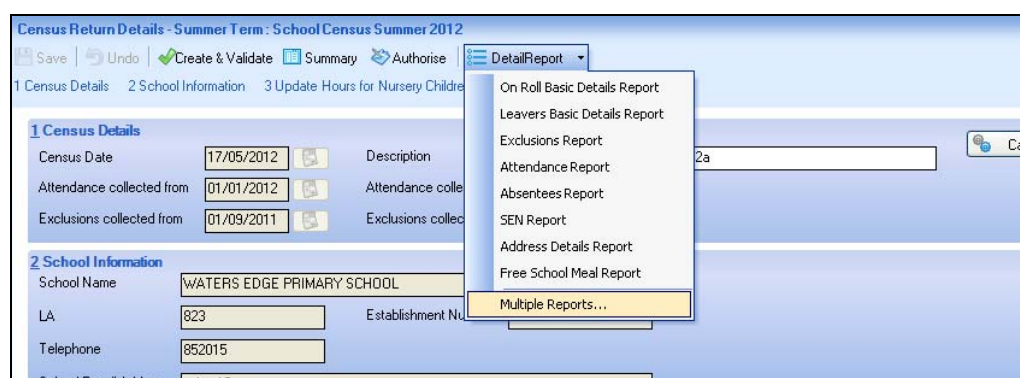 Census Return Details - Summer Term : School Census Summer 2012
Save Undo Create & Validate Summary Authorise DetailReport
1 Census Details 2 School Information 3 Update Hours for Nursery Childre
On Roll Basic Details Report
Leavers Basic Details Report
Exclusions Report
Attendance Report
Absentees Report
SEN Report
Address Details Report
Free School Meal Report
Multiple Reports...
1 Census Details
Census Date 17/05/2012 Description 2a Ca
Attendance collected from 01/01/2012 Attendance colle
Exclusions collected from 01/09/2011 Exclusions collec
2 School Information
School Name WATERS EDGE PRIMARY SCHOOL
LA 823 Establishment Nu
Telephone 852015